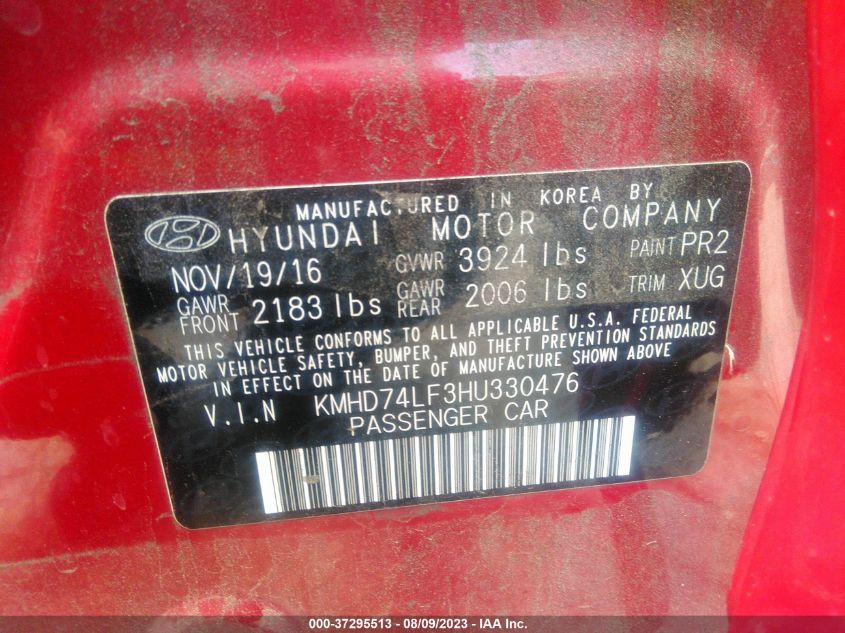 MANUFACTURED IN KOREA BY
HYUNDAI MOTOR COMPANY
NOV/19/16 GVWR 3924 lbs PAINT PR2
GAWR FRONT 2183 lbs GAWR REAR 2006 lbs TRIM XUG
THIS VEHICLE CONFORMS TO ALL APPLICABLE U.S.A. FEDERAL
MOTOR VEHICLE SAFETY, BUMPER, AND THEFT PREVENTION STANDARDS
IN EFFECT ON THE DATE OF MANUFACTURE SHOWN ABOVE
V.I.N KMHD74LF3HU330476
PASSENGER CAR
000-37295513 - 08/09/2023 - IAA Inc.